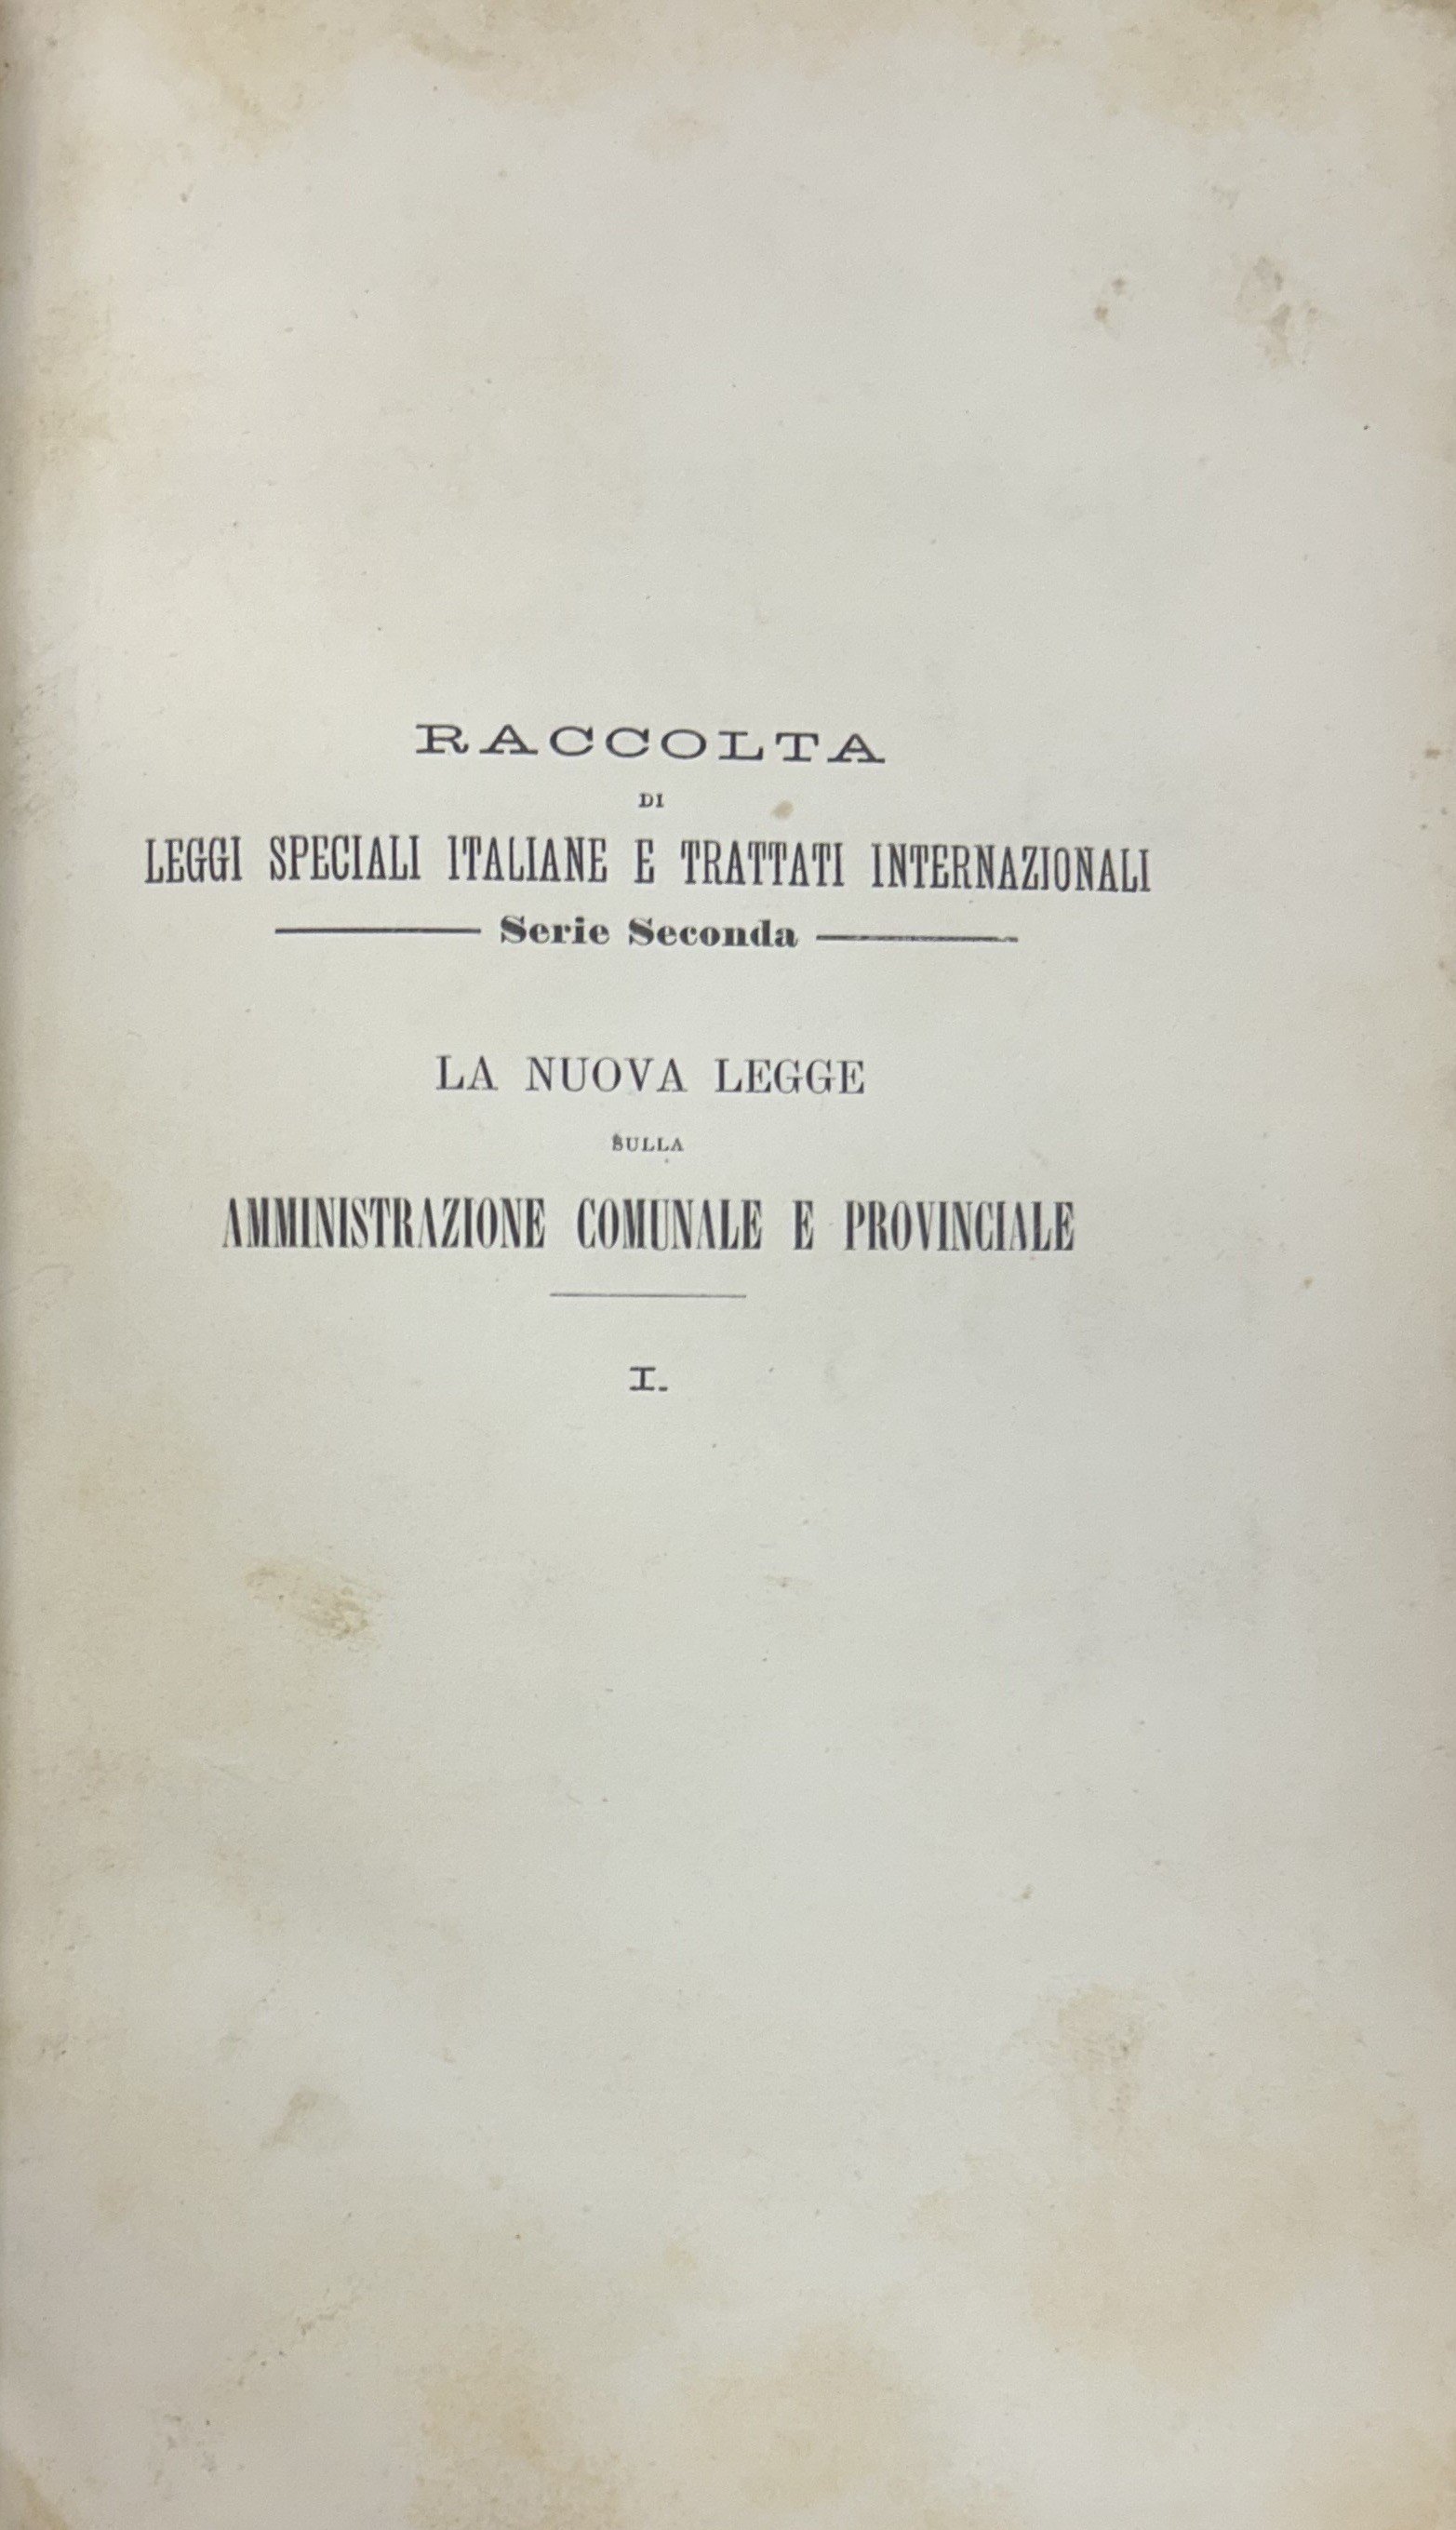 RACCOLTA
DI
LEGGI SPECIALI ITALIANE E TRATTATI INTERNAZIONALI
Serie Seconda
LA NUOVA LEGGE
SULLA
AMMINISTRAZIONE COMUNALE E PROVINCIALE
I.